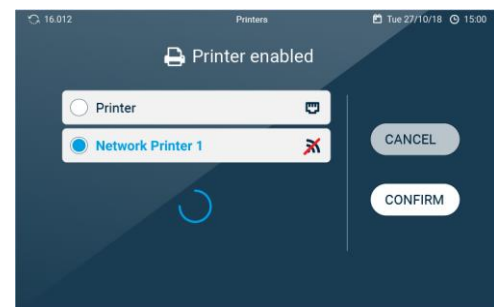 16.012
Printers
Tue 27/10/18
15:00
Printer enabled
Printer
Network Printer 1
CANCEL
CONFIRM